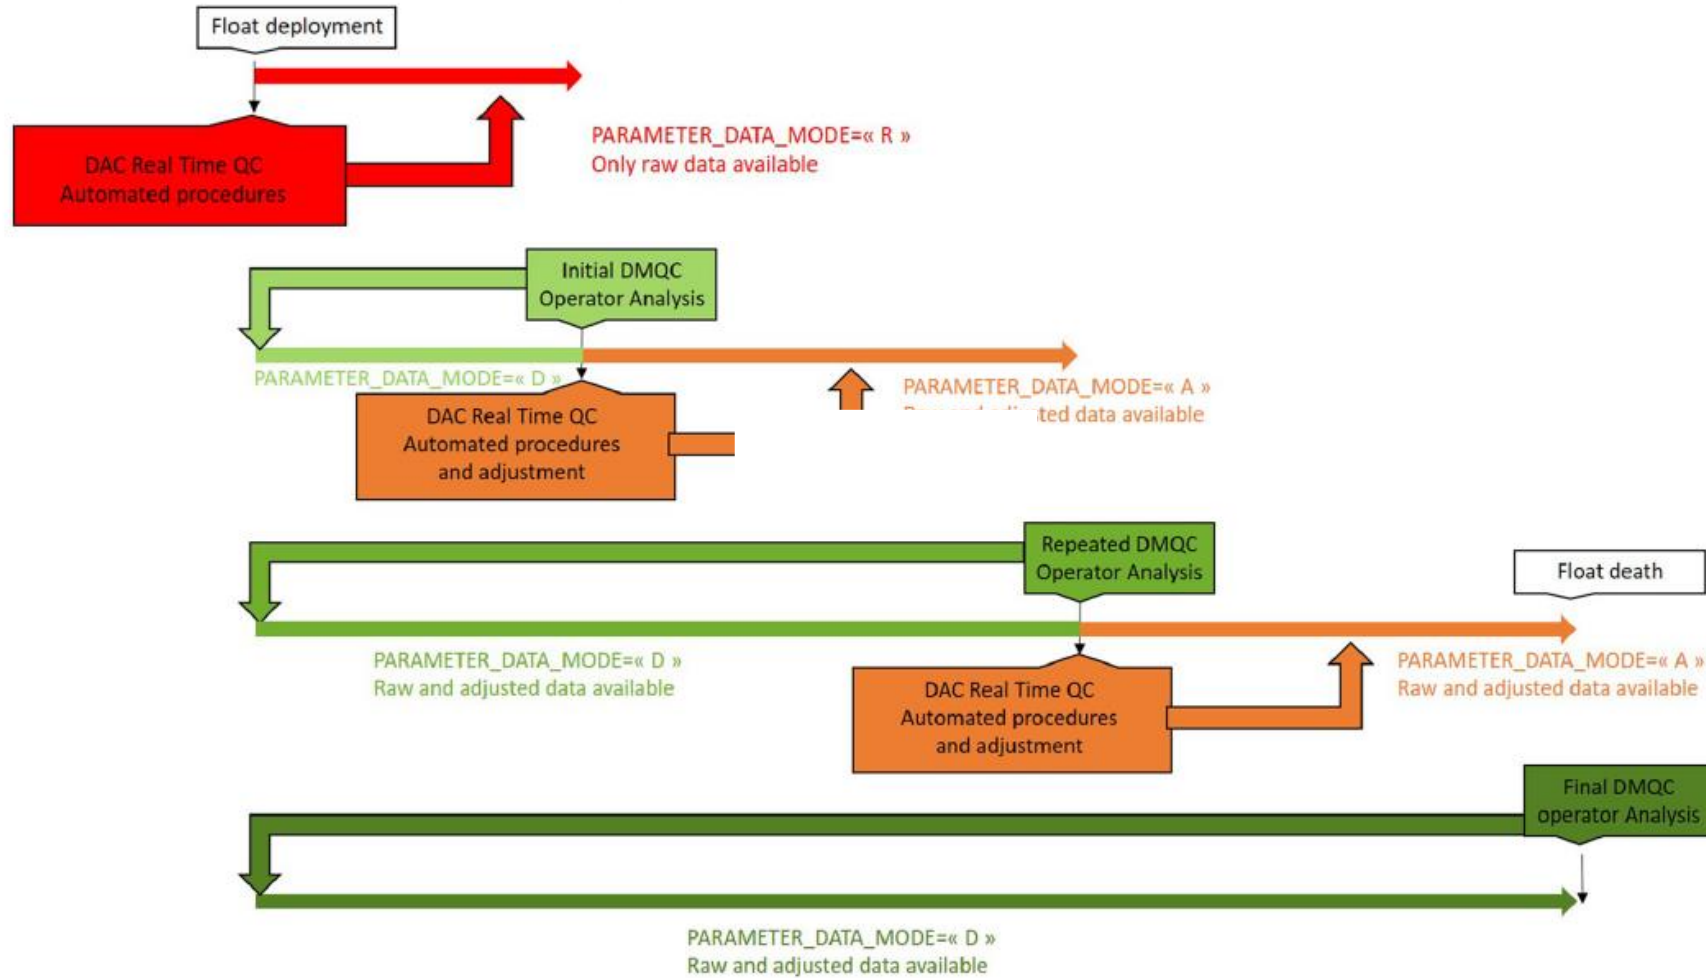 Float deployment
PARAMETER_DATA_MODE=« R »
Only raw data available
DAC Real Time QC
Automated procedures
Initial DMQC
Operator Analysis
PARAMETER_DATA_MODE=« D »
PARAMETER_DATA_MODE=« A »
data available
DAC Real Time QC
Automated procedures
and adjustment
Repeated DMQC
Operator Analysis
Float death
PARAMETER_DATA_MODE=« D »
Raw and adjusted data available
PARAMETER_DATA_MODE=« A »
Raw and adjusted data available
DAC Real Time QC
Automated procedures
and adjustment
Final DMQC
operator Analysis
PARAMETER_DATA_MODE=« D »
Raw and adjusted data available